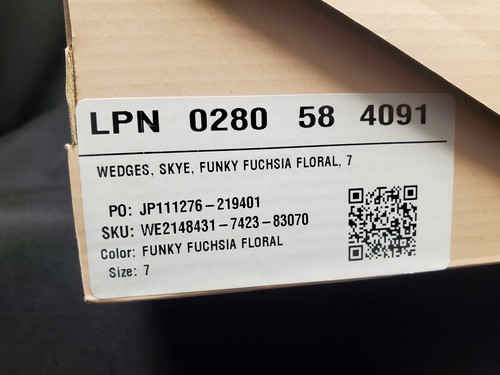 LPN 0280 58 4091
WEDGES, SKYE, FUNKY FUCHSIA FLORAL, 7
PO: JP111276-219401
SKU: WE2148431-7423-83070
Color: FUNKY FUCHSIA FLORAL
Size: 7